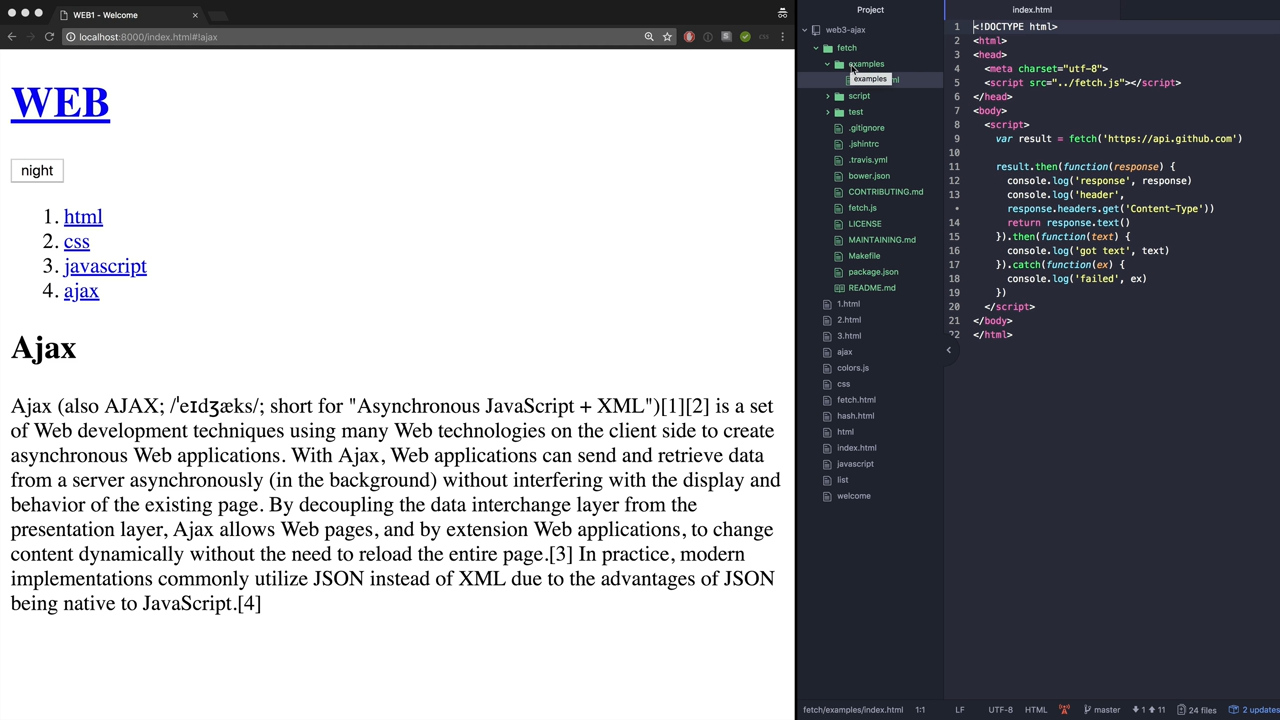 WEB1 - Welcome
localhost:8000/index.html#!ajax
WEB
night
1. html
2. css
3. javascript
4. ajax
Ajax
Ajax (also AJAX; /ˈeɪdʒæks/; short for "Asynchronous JavaScript + XML")[1][2] is a set
of Web development techniques using many Web technologies on the client side to create
asynchronous Web applications. With Ajax, Web applications can send and retrieve data
from a server asynchronously (in the background) without interfering with the display and
behavior of the existing page. By decoupling the data interchange layer from the
presentation layer, Ajax allows Web pages, and by extension Web applications, to change
content dynamically without the need to reload the entire page.[3] In practice, modern
implementations commonly utilize JSON instead of XML due to the advantages of JSON
being native to JavaScript.[4]
Project
web3-ajax
fetch
examples
examples
script
test
.gitignore
.jshintrc
.travis.yml
bower.json
CONTRIBUTING.md
fetch.js
LICENSE
MAINTAINING.md
Makefile
package.json
README.md
1.html
2.html
3.html
ajax
colors.js
css
fetch.html
hash.html
html
index.html
javascript
list
welcome
index.html
1 <!DOCTYPE html>
2 <html>
3 <head>
4 <meta charset="utf-8">
5 <script src="../fetch.js"></script>
6 </head>
7 <body>
8 <script>
9 var result = fetch('https://api.github.com')
10
11 result.then(function(response) {
12 console.log('response', response)
13 console.log('header',
• response.headers.get('Content-Type'))
14 return response.text()
15 }).then(function(text) {
16 console.log('got text', text)
17 }).catch(function(ex) {
18 console.log('failed', ex)
19 })
20 </script>
21 </body>
22 </html>
fetch/examples/index.html 1:1 LF UTF-8 HTML master 1 11 24 files 2 updates